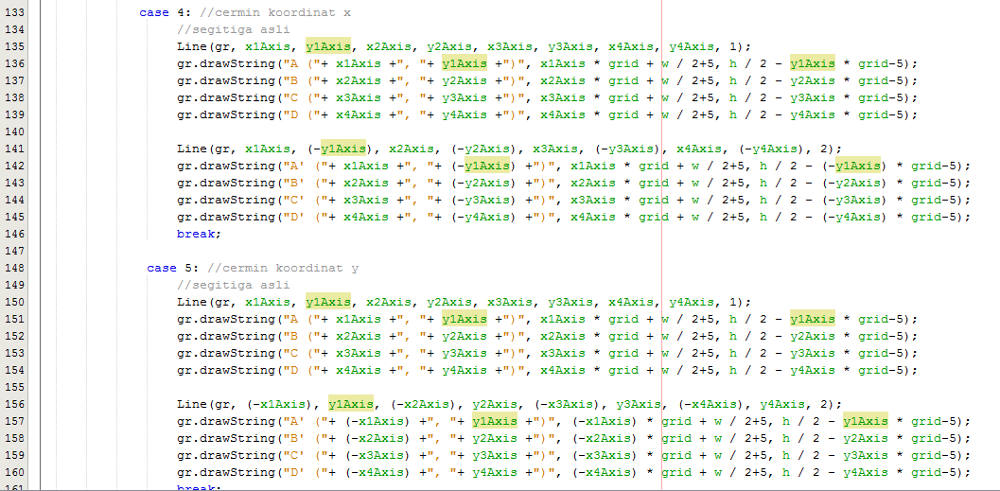 133 case 4: //cermin koordinat x
134 //segitiga asli
135 Line(gr, x1Axis, y1Axis, x2Axis, y2Axis, x3Axis, y3Axis, x4Axis, y4Axis, 1);
136 gr.drawString("A ("+ x1Axis +", "+ y1Axis +")", x1Axis * grid + w / 2+5, h / 2 - y1Axis * grid-5);
137 gr.drawString("B ("+ x2Axis +", "+ y2Axis +")", x2Axis * grid + w / 2+5, h / 2 - y2Axis * grid-5);
138 gr.drawString("C ("+ x3Axis +", "+ y3Axis +")", x3Axis * grid + w / 2+5, h / 2 - y3Axis * grid-5);
139 gr.drawString("D ("+ x4Axis +", "+ y4Axis +")", x4Axis * grid + w / 2+5, h / 2 - y4Axis * grid-5);
140
141 Line(gr, x1Axis, (-y1Axis), x2Axis, (-y2Axis), x3Axis, (-y3Axis), x4Axis, (-y4Axis), 2);
142 gr.drawString("A' ("+ x1Axis +", "+ (-y1Axis) +")", x1Axis * grid + w / 2+5, h / 2 - (-y1Axis) * grid-5);
143 gr.drawString("B' ("+ x2Axis +", "+ (-y2Axis) +")", x2Axis * grid + w / 2+5, h / 2 - (-y2Axis) * grid-5);
144 gr.drawString("C' ("+ x3Axis +", "+ (-y3Axis) +")", x3Axis * grid + w / 2+5, h / 2 - (-y3Axis) * grid-5);
145 gr.drawString("D' ("+ x4Axis +", "+ (-y4Axis) +")", x4Axis * grid + w / 2+5, h / 2 - (-y4Axis) * grid-5);
146 break;
147
148 case 5: //cermin koordinat y
149 //segitiga asli
150 Line(gr, x1Axis, y1Axis, x2Axis, y2Axis, x3Axis, y3Axis, x4Axis, y4Axis, 1);
151 gr.drawString("A ("+ x1Axis +", "+ y1Axis +")", x1Axis * grid + w / 2+5, h / 2 - y1Axis * grid-5);
152 gr.drawString("B ("+ x2Axis +", "+ y2Axis +")", x2Axis * grid + w / 2+5, h / 2 - y2Axis * grid-5);
153 gr.drawString("C ("+ x3Axis +", "+ y3Axis +")", x3Axis * grid + w / 2+5, h / 2 - y3Axis * grid-5);
154 gr.drawString("D ("+ x4Axis +", "+ y4Axis +")", x4Axis * grid + w / 2+5, h / 2 - y4Axis * grid-5);
155
156 Line(gr, (-x1Axis), y1Axis, (-x2Axis), y2Axis, (-x3Axis), y3Axis, (-x4Axis), y4Axis, 2);
157 gr.drawString("A' ("+ (-x1Axis) +", "+ y1Axis +")", (-x1Axis) * grid + w / 2+5, h / 2 - y1Axis * grid-5);
158 gr.drawString("B' ("+ (-x2Axis) +", "+ y2Axis +")", (-x2Axis) * grid + w / 2+5, h / 2 - y2Axis * grid-5);
159 gr.drawString("C' ("+ (-x3Axis) +", "+ y3Axis +")", (-x3Axis) * grid + w / 2+5, h / 2 - y3Axis * grid-5);
160 gr.drawString("D' ("+ (-x4Axis) +", "+ y4Axis +")", (-x4Axis) * grid + w / 2+5, h / 2 - y4Axis * grid-5);
161 break;